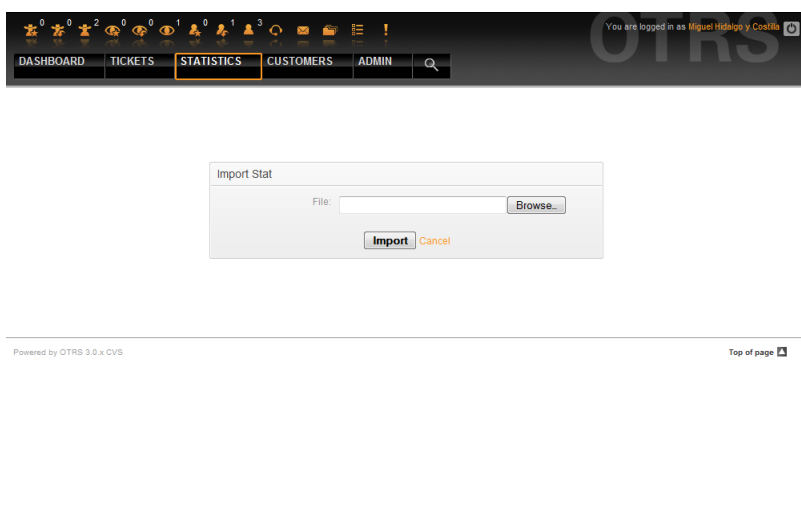 0 0 2 0 0 1 0 1 3
You are logged in as Miguel Hidalgo y Costilla
OTRS
DASHBOARD TICKETS STATISTICS CUSTOMERS ADMIN
Import Stat
File: Browse...
Import Cancel
Powered by OTRS 3.0.x CVS
Top of page